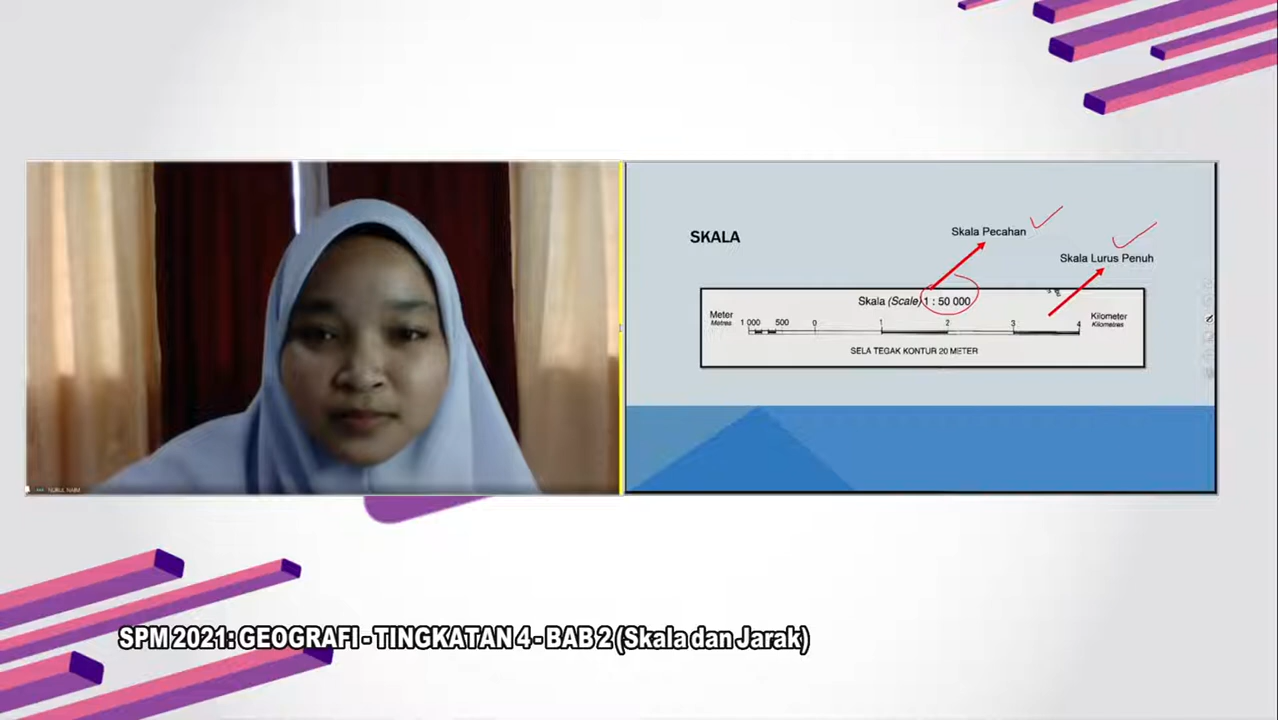 SKALA
Skala Pecahan
Skala Lurus Penuh
Skala (Scale) 1 : 50 000
Meter
Metres
1 000 500 0 1 2 3 4
Kilometer
Kilometres
SELA TEGAK KONTUR 20 METER
NURUL NAIM
SPM 2021: GEOGRAFI - TINGKATAN 4 - BAB 2 (Skala dan Jarak)